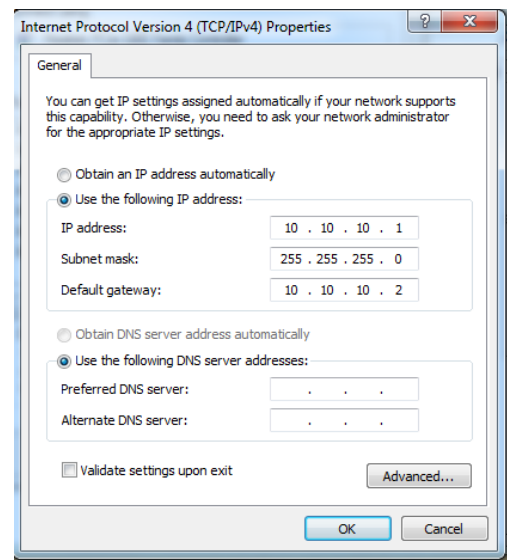 Internet Protocol Version 4 (TCP/IPv4) Properties
?
X
General
You can get IP settings assigned automatically if your network supports
this capability. Otherwise, you need to ask your network administrator
for the appropriate IP settings.
Obtain an IP address automatically
Use the following IP address:
IP address: 10 . 10 . 10 . 1
Subnet mask: 255 . 255 . 255 . 0
Default gateway: 10 . 10 . 10 . 2
Obtain DNS server address automatically
Use the following DNS server addresses:
Preferred DNS server: . . .
Alternate DNS server: . . .
Validate settings upon exit
Advanced...
OK Cancel